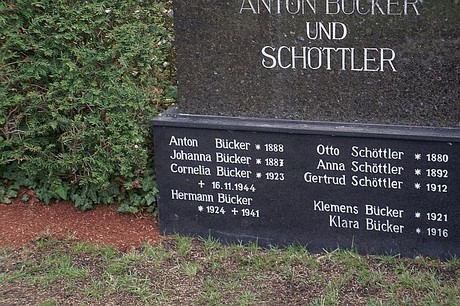 ANTON BÜCKER
UND
SCHÖTTLER
Anton Bücker * 1888
Johanna Bücker * 1887
Cornelia Bücker * 1923
+ 16.11.1944
Hermann Bücker
* 1924 + 1941
Otto Schöttler * 1880
Anna Schöttler * 1892
Gertrud Schöttler * 1912
Klemens Bücker * 1921
Klara Bücker * 1916